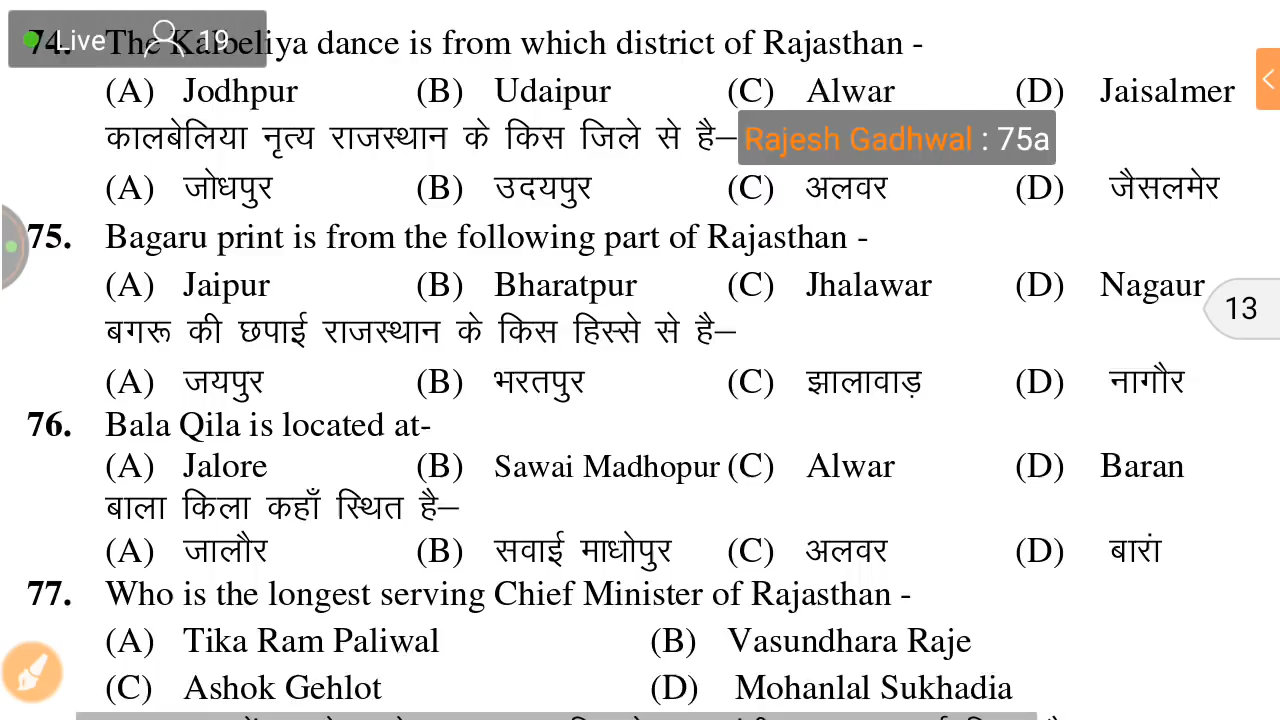 74. The Kalbeliya dance is from which district of Rajasthan -
Live 19
(A) Jodhpur (B) Udaipur (C) Alwar (D) Jaisalmer
कालबेलिया नृत्य राजस्थान के किस जिले से है–
Rajesh Gadhwal : 75a
(A) जोधपुर (B) उदयपुर (C) अलवर (D) जैसलमेर
75. Bagaru print is from the following part of Rajasthan -
(A) Jaipur (B) Bharatpur (C) Jhalawar (D) Nagaur
13
बगरू की छपाई राजस्थान के किस हिस्से से है–
(A) जयपुर (B) भरतपुर (C) झालावाड़ (D) नागौर
76. Bala Qila is located at-
(A) Jalore (B) Sawai Madhopur (C) Alwar (D) Baran
बाला किला कहाँ स्थित है–
(A) जालौर (B) सवाई माधोपुर (C) अलवर (D) बारां
77. Who is the longest serving Chief Minister of Rajasthan -
(A) Tika Ram Paliwal (B) Vasundhara Raje
(C) Ashok Gehlot (D) Mohanlal Sukhadia